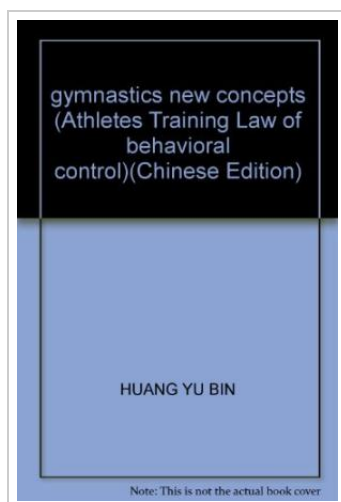 gymnastics new concepts
(Athletes Training Law of
behavioral
control)(Chinese Edition)
HUANG YU BIN
Note: This is not the actual book cover